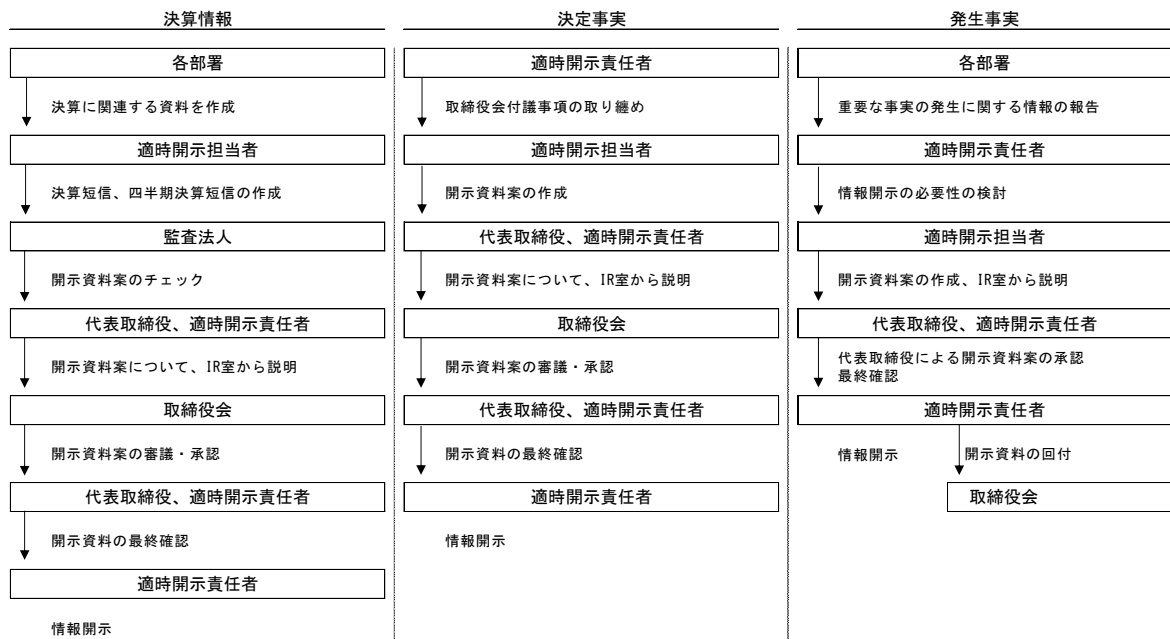 決算情報
各部署
決算に関連する資料を作成
適時開示担当者
決算短信、四半期決算短信の作成
監査法人
開示資料案のチェック
代表取締役、適時開示責任者
開示資料案について、IR室から説明
取締役会
開示資料案の審議・承認
代表取締役、適時開示責任者
開示資料の最終確認
適時開示責任者
情報開示
決定事実
適時開示責任者
取締役会付議事項の取り纏め
適時開示担当者
開示資料案の作成
代表取締役、適時開示責任者
開示資料案について、IR室から説明
取締役会
開示資料案の審議・承認
代表取締役、適時開示責任者
開示資料の最終確認
適時開示責任者
情報開示
発生事実
各部署
重要な事実の発生に関する情報の報告
適時開示責任者
情報開示の必要性の検討
適時開示担当者
開示資料案の作成、IR室から説明
代表取締役、適時開示責任者
代表取締役による開示資料案の承認
最終確認
適時開示責任者
情報開示
開示資料の回付
取締役会